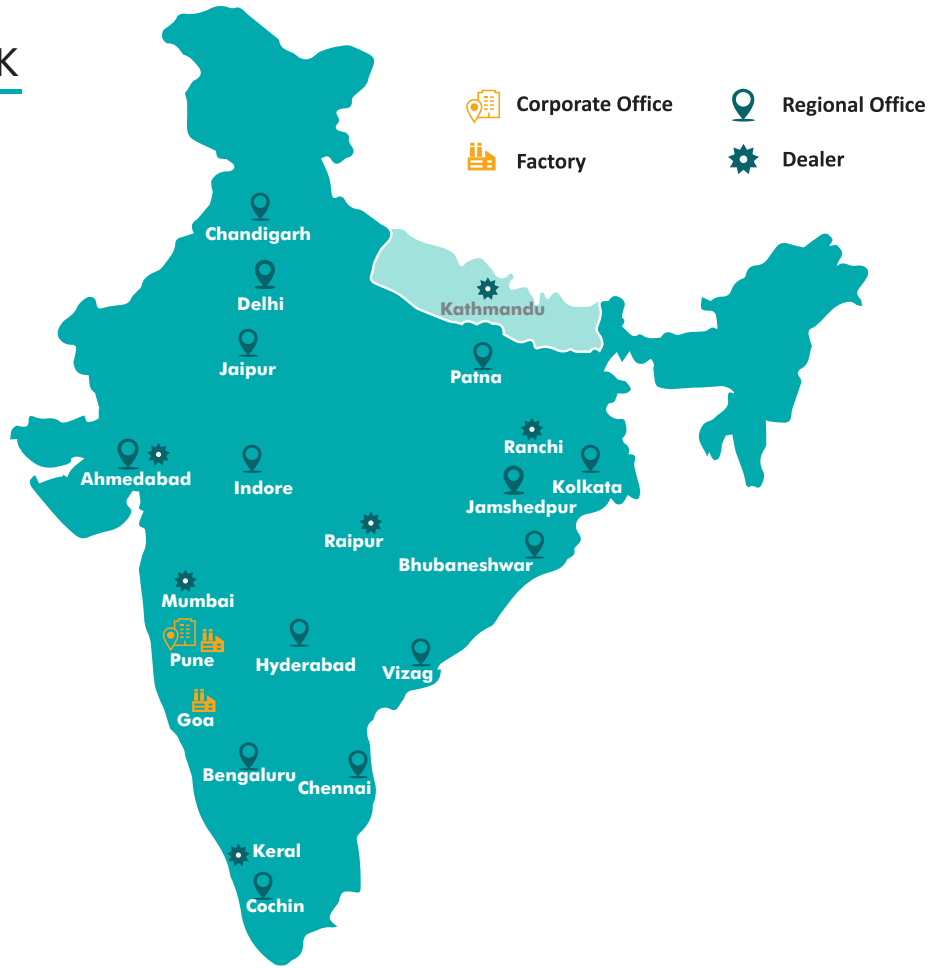 K
Corporate Office
Regional Office
Factory
Dealer
Chandigarh
Delhi
Kathmandu
Jaipur
Patna
Ranchi
Ahmedabad
Indore
Kolkata
Jamshedpur
Raipur
Bhubaneshwar
Mumbai
Pune
Hyderabad
Vizag
Goa
Bengaluru
Chennai
Keral
Cochin